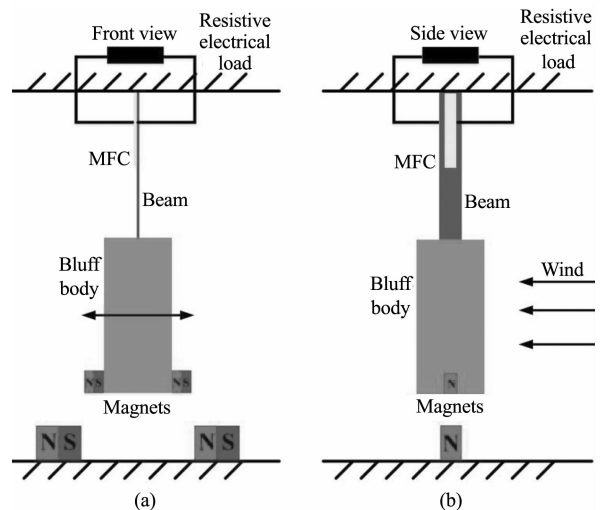 Front view
Resistive
electrical
load
MFC
Beam
Bluff
body
N S
N S
Magnets
N S
N S
(a)
Side view
Resistive
electrical
load
MFC
Beam
Wind
Bluff
body
N
Magnets
N
(b)